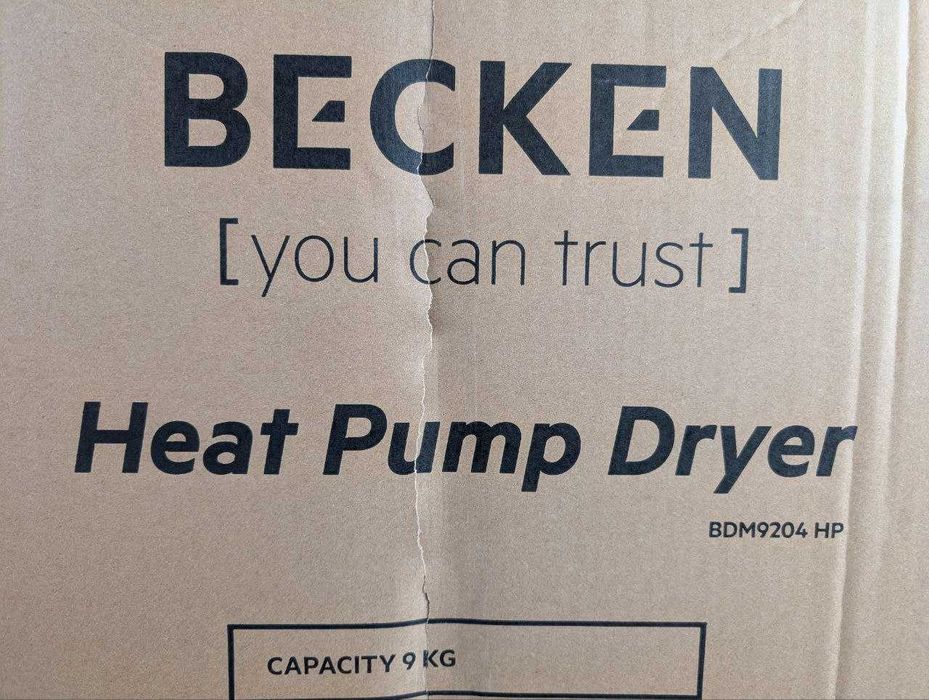 BECKEN
[you can trust]
Heat Pump Dryer
BDM9204 HP
CAPACITY 9 KG